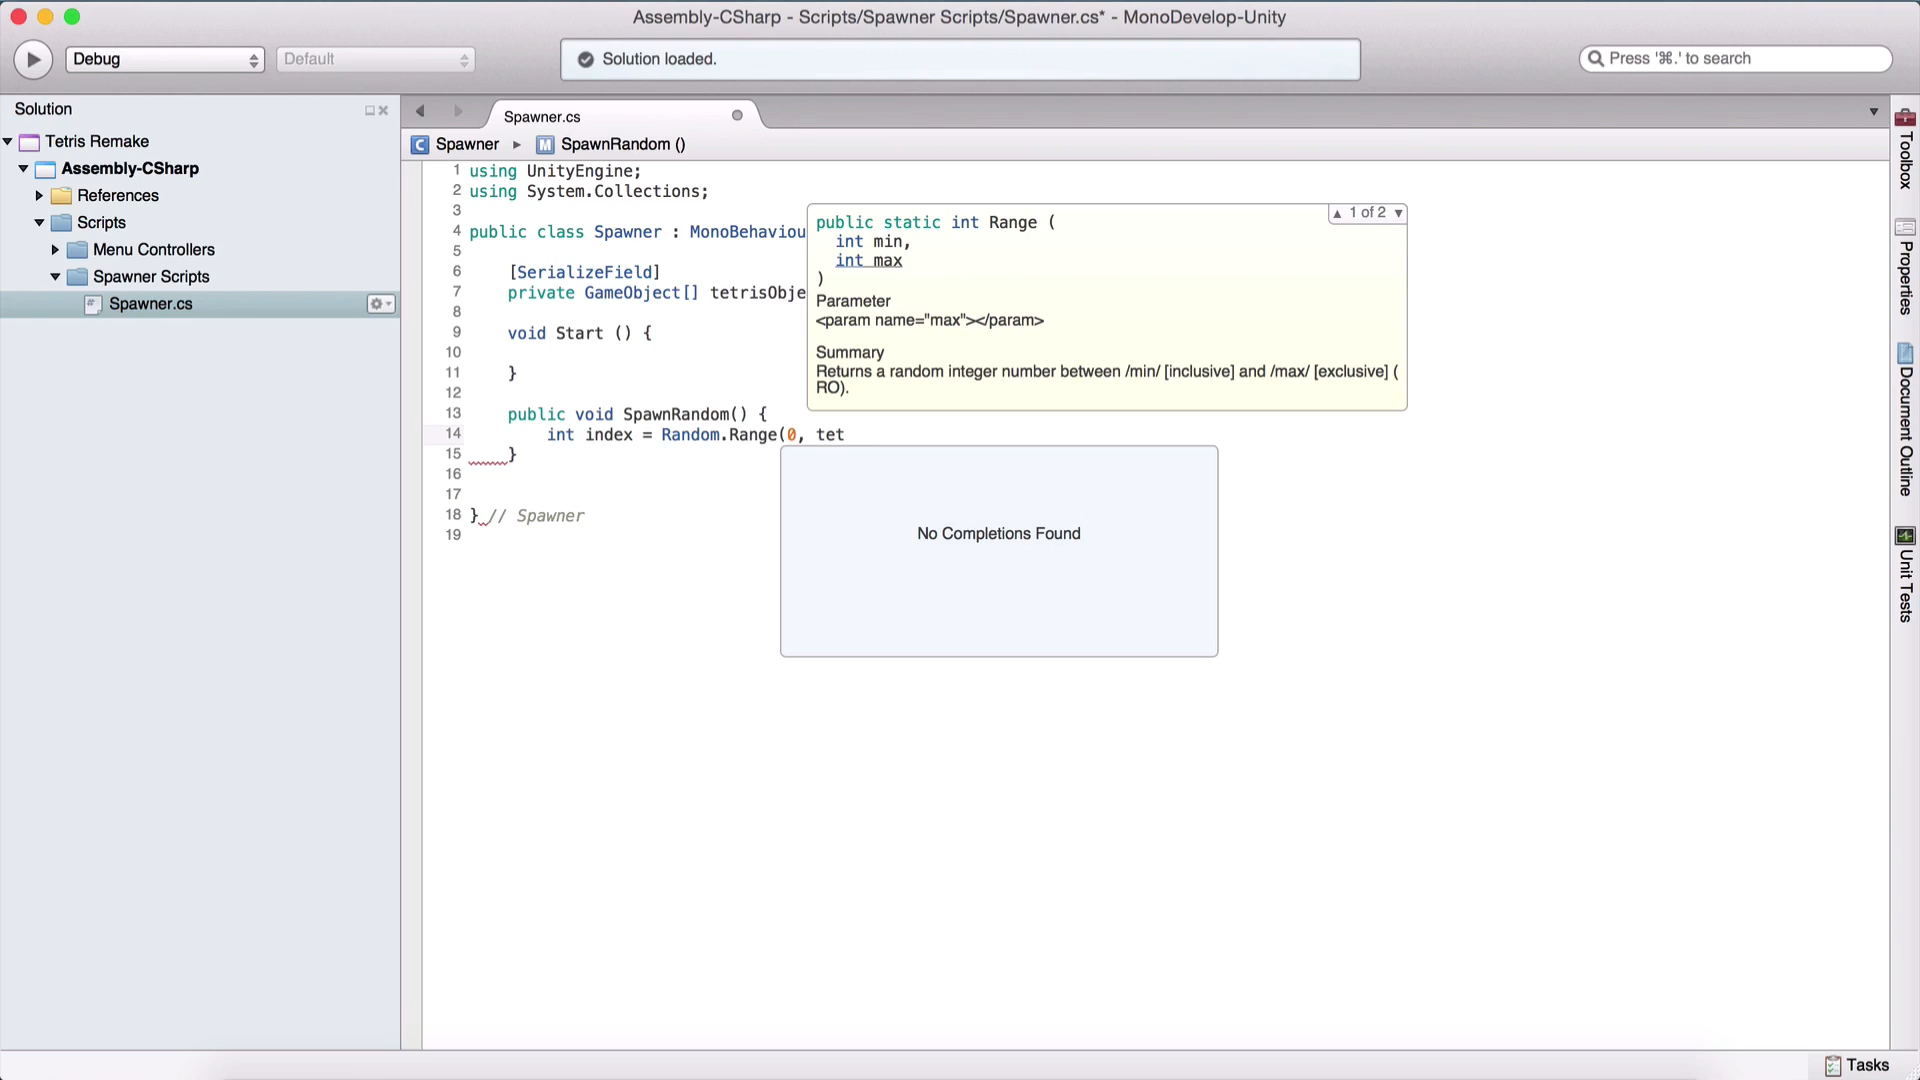 Assembly-CSharp - Scripts/Spawner Scripts/Spawner.cs* - MonoDevelop-Unity
Debug
Default
Solution loaded.
Press '⌘.' to search
Solution
Tetris Remake
Assembly-CSharp
References
Scripts
Menu Controllers
Spawner Scripts
Spawner.cs
Spawner.cs
Spawner ▸ SpawnRandom ()
1 using UnityEngine;
2 using System.Collections;
3
4 public class Spawner : MonoBehaviou
5
6 [SerializeField]
7 private GameObject[] tetrisObje
8
9 void Start () {
10
11 }
12
13 public void SpawnRandom() {
14 int index = Random.Range(0, tet
15 }
16
17
18 } // Spawner
19
▲ 1 of 2 ▼
public static int Range (
int min,
int max
)
Parameter
<param name="max"></param>
Summary
Returns a random integer number between /min/ [inclusive] and /max/ [exclusive] (
RO).
No Completions Found
Toolbox
Properties
Document Outline
Unit Tests
Tasks